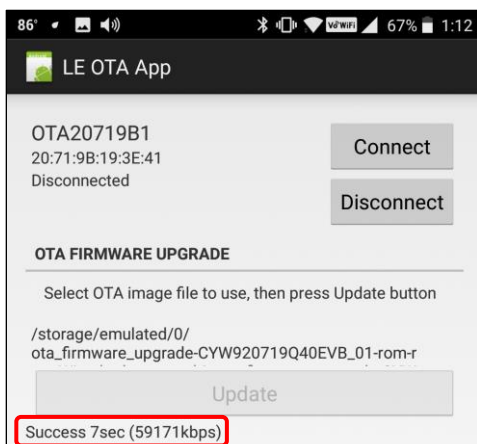 86° 67% 1:12
VoWiFi
LE OTA App
OTA20719B1
20:71:9B:19:3E:41
Disconnected
Connect
Disconnect
OTA FIRMWARE UPGRADE
Select OTA image file to use, then press Update button
/storage/emulated/0/
ota_firmware_upgrade-CYW920719Q40EVB_01-rom-r
Update
Success 7sec (59171kbps)